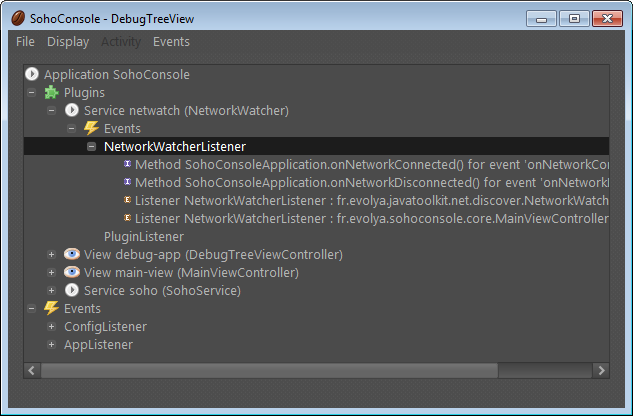 SohoConsole - DebugTreeView
File Display Activity Events
Application SohoConsole
Plugins
Service netwatch (NetworkWatcher)
Events
NetworkWatcherListener
Method SohoConsoleApplication.onNetworkConnected() for event 'onNetworkCon
Method SohoConsoleApplication.onNetworkDisconnected() for event 'onNetwork
Listener NetworkWatcherListener : fr.evolya.javatoolkit.net.discover.NetworkWatch
Listener NetworkWatcherListener : fr.evolya.sohoconsole.core.MainViewController
PluginListener
View debug-app (DebugTreeViewController)
View main-view (MainViewController)
Service soho (SohoService)
Events
ConfigListener
AppListener